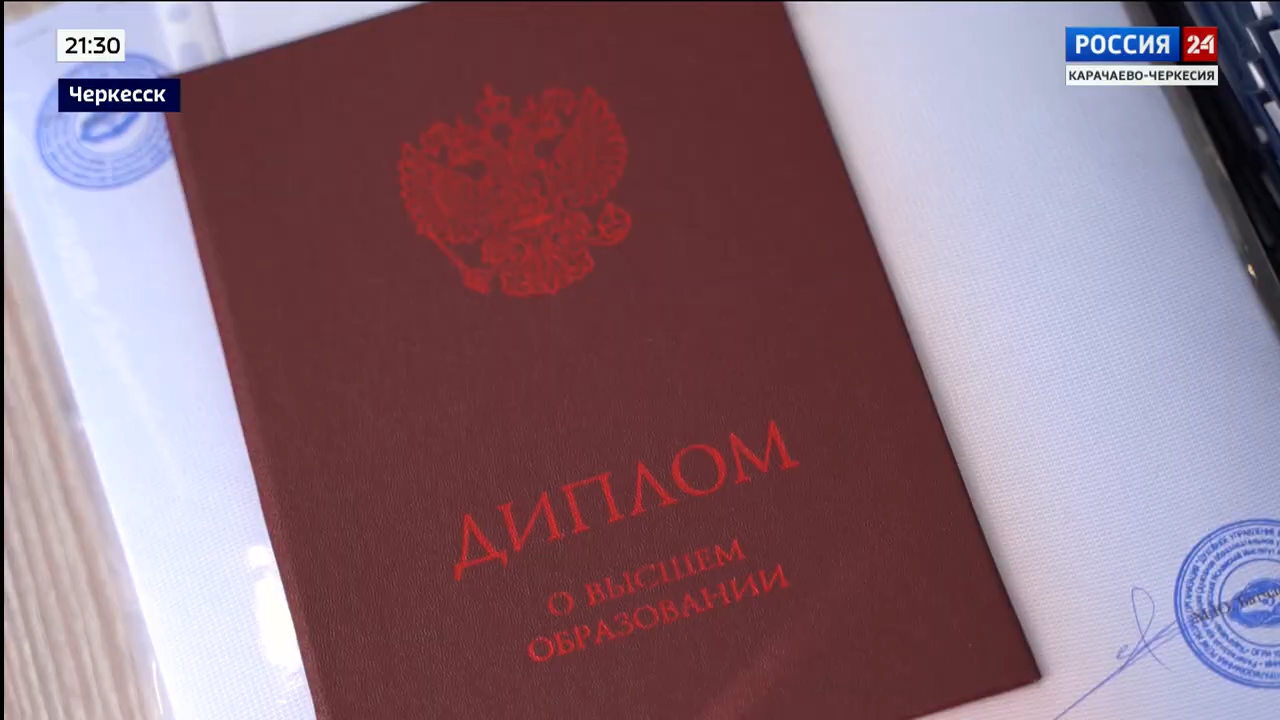 21:30
Черкесск
РОССИЯ 24
КАРАЧАЕВО-ЧЕРКЕСИЯ
ДИПЛОМ
О ВЫСШЕМ
ОБРАЗОВАНИИ